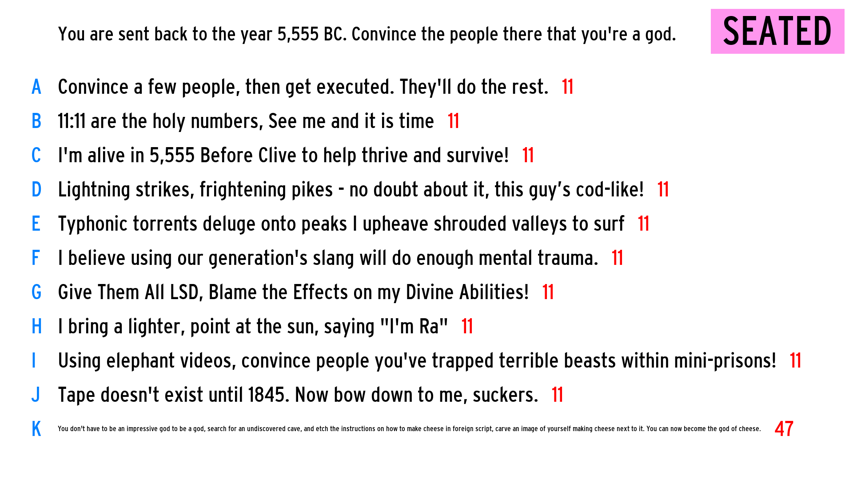 You are sent back to the year 5,555 BC. Convince the people there that you're a god.
SEATED
A Convince a few people, then get executed. They'll do the rest. 11
B 11:11 are the holy numbers, See me and it is time 11
C I'm alive in 5,555 Before Clive to help thrive and survive! 11
D Lightning strikes, frightening pikes - no doubt about it, this guy’s cod-like! 11
E Typhonic torrents deluge onto peaks I upheave shrouded valleys to surf 11
F I believe using our generation's slang will do enough mental trauma. 11
G Give Them All LSD, Blame the Effects on my Divine Abilities! 11
H I bring a lighter, point at the sun, saying "I'm Ra" 11
I Using elephant videos, convince people you've trapped terrible beasts within mini-prisons! 11
J Tape doesn't exist until 1845. Now bow down to me, suckers. 11
K You don't have to be an impressive god to be a god, search for an undiscovered cave, and etch the instructions on how to make cheese in foreign script, carve an image of yourself making cheese next to it. You can now become the god of cheese. 47